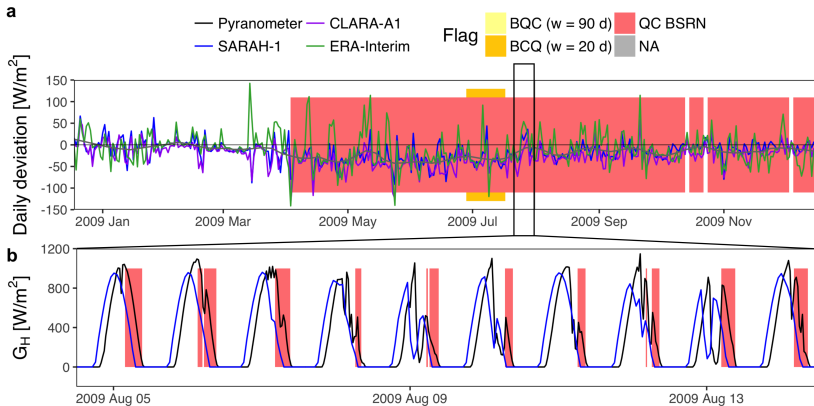 a
Pyranometer
CLARA-A1
SARAH-1
ERA-Interim
Flag
BQC (w = 90 d)
QC BSRN
BCQ (w = 20 d)
NA
Daily deviation [W/m²]
150
100
50
0
-50
-100
-150
2009 Jan
2009 Mar
2009 May
2009 Jul
2009 Sep
2009 Nov
b
G_H [W/m²]
1200
800
400
0
2009 Aug 05
2009 Aug 09
2009 Aug 13